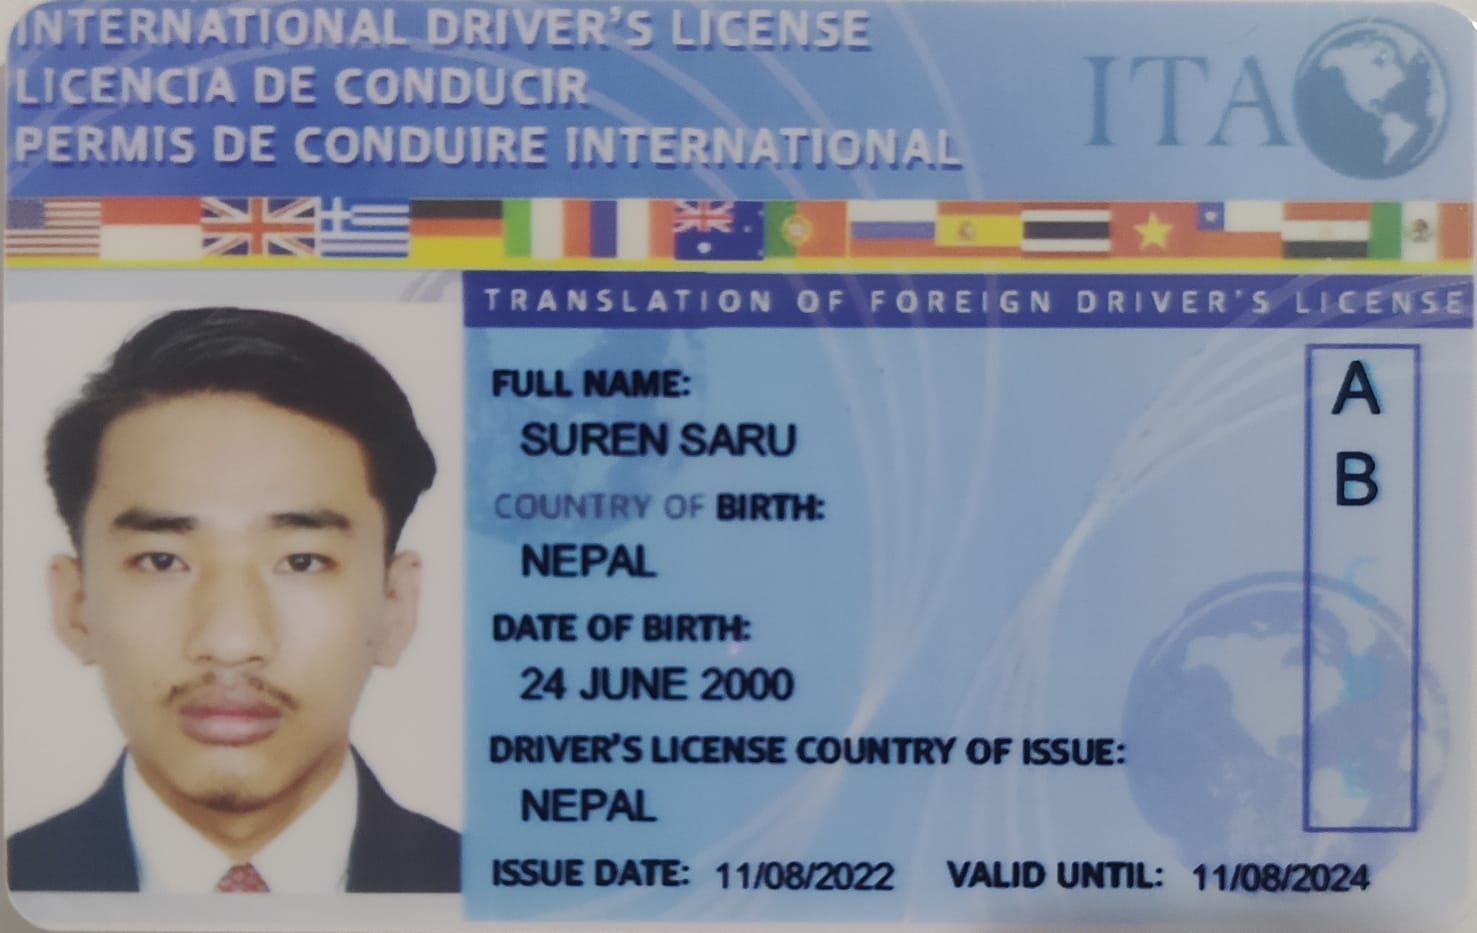 INTERNATIONAL DRIVER'S LICENSE
LICENCIA DE CONDUCIR
PERMIS DE CONDUIRE INTERNATIONAL
ITA
TRANSLATION OF FOREIGN DRIVER'S LICENSE
FULL NAME:
SUREN SARU
COUNTRY OF BIRTH:
NEPAL
DATE OF BIRTH:
24 JUNE 2000
DRIVER'S LICENSE COUNTRY OF ISSUE:
NEPAL
ISSUE DATE: 11/08/2022 VALID UNTIL: 11/08/2024
A
B
C
D
E